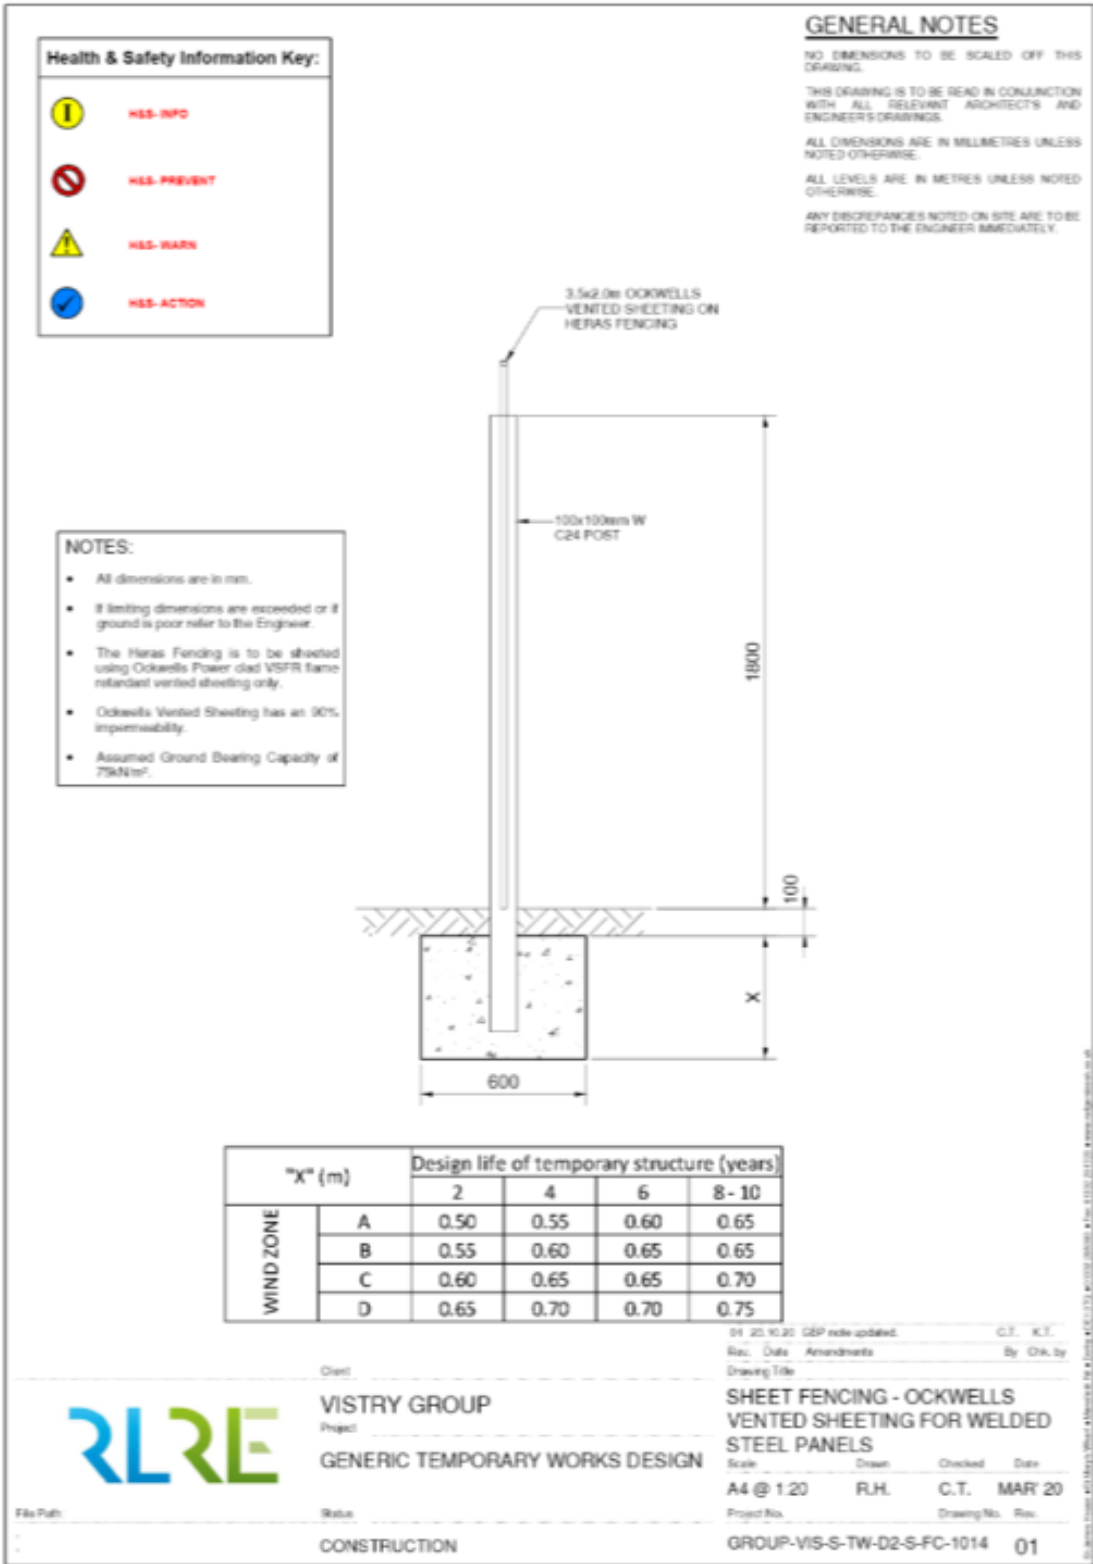 GENERAL NOTES
NO DIMENSIONS TO BE SCALED OFF THIS
DRAWING.
THIS DRAWING IS TO BE READ IN CONJUNCTION
WITH ALL RELEVANT ARCHITECT'S AND
ENGINEER'S DRAWINGS.
ALL DIMENSIONS ARE IN MILLIMETRES UNLESS
NOTED OTHERWISE.
ALL LEVELS ARE IN METRES UNLESS NOTED
OTHERWISE.
ANY DISCREPANCIES NOTED ON SITE ARE TO BE
REPORTED TO THE ENGINEER IMMEDIATELY.
Health & Safety Information Key:
I H&S- INFO
H&S- PREVENT
! H&S- WARN
H&S- ACTION
3.5x2.0m OCKWELLS
VENTED SHEETING ON
HERAS FENCING
100x100mm W
C24 POST
1800
100
X
600
NOTES:
• All dimensions are in mm.
• If limiting dimensions are exceeded or if
ground is poor refer to the Engineer.
• The Heras Fencing is to be sheeted
using Ockwells Power clad VSFR flame
retardant vented sheeting only.
• Ockwells Vented Sheeting has an 90%
impermeability.
• Assumed Ground Bearing Capacity of
75kN/m².
"X" (m) Design life of temporary structure (years)
2 4 6 8 - 10
WIND ZONE
A 0.50 0.55 0.60 0.65
B 0.55 0.60 0.65 0.65
C 0.60 0.65 0.65 0.70
D 0.65 0.70 0.70 0.75
01 20.10.20 GBP note updated. C.T. K.T.
Rev. Date Amendments By Chk. by
RLRE
Client
VISTRY GROUP
Project
GENERIC TEMPORARY WORKS DESIGN
Drawing Title
SHEET FENCING - OCKWELLS
VENTED SHEETING FOR WELDED
STEEL PANELS
Scale Drawn Checked Date
A4 @ 1:20 R.H. C.T. MAR' 20
File Path
Status
CONSTRUCTION
Project No. Drawing No. Rev.
GROUP-VIS-S-TW-D2-S-FC-1014 01